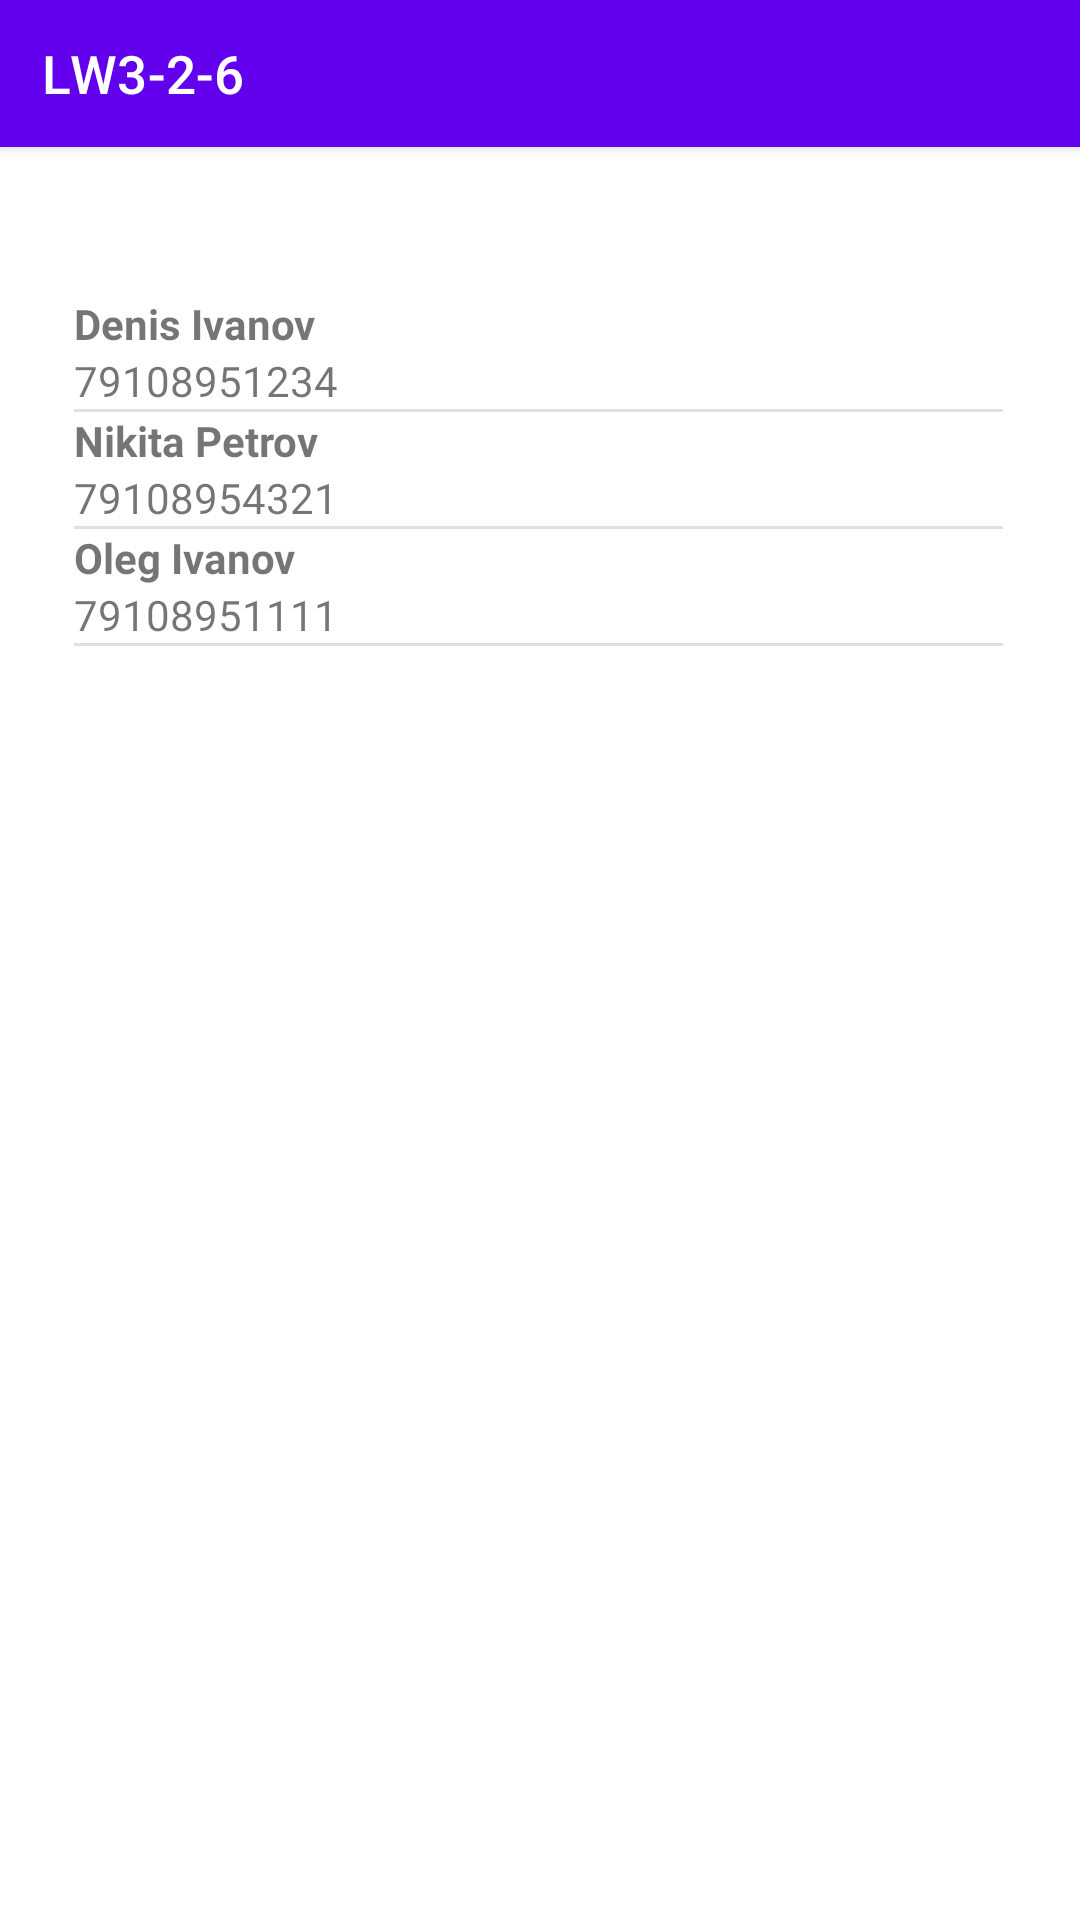 LW3-2-6
Denis Ivanov
79108951234
Nikita Petrov
79108954321
Oleg Ivanov
79108951111